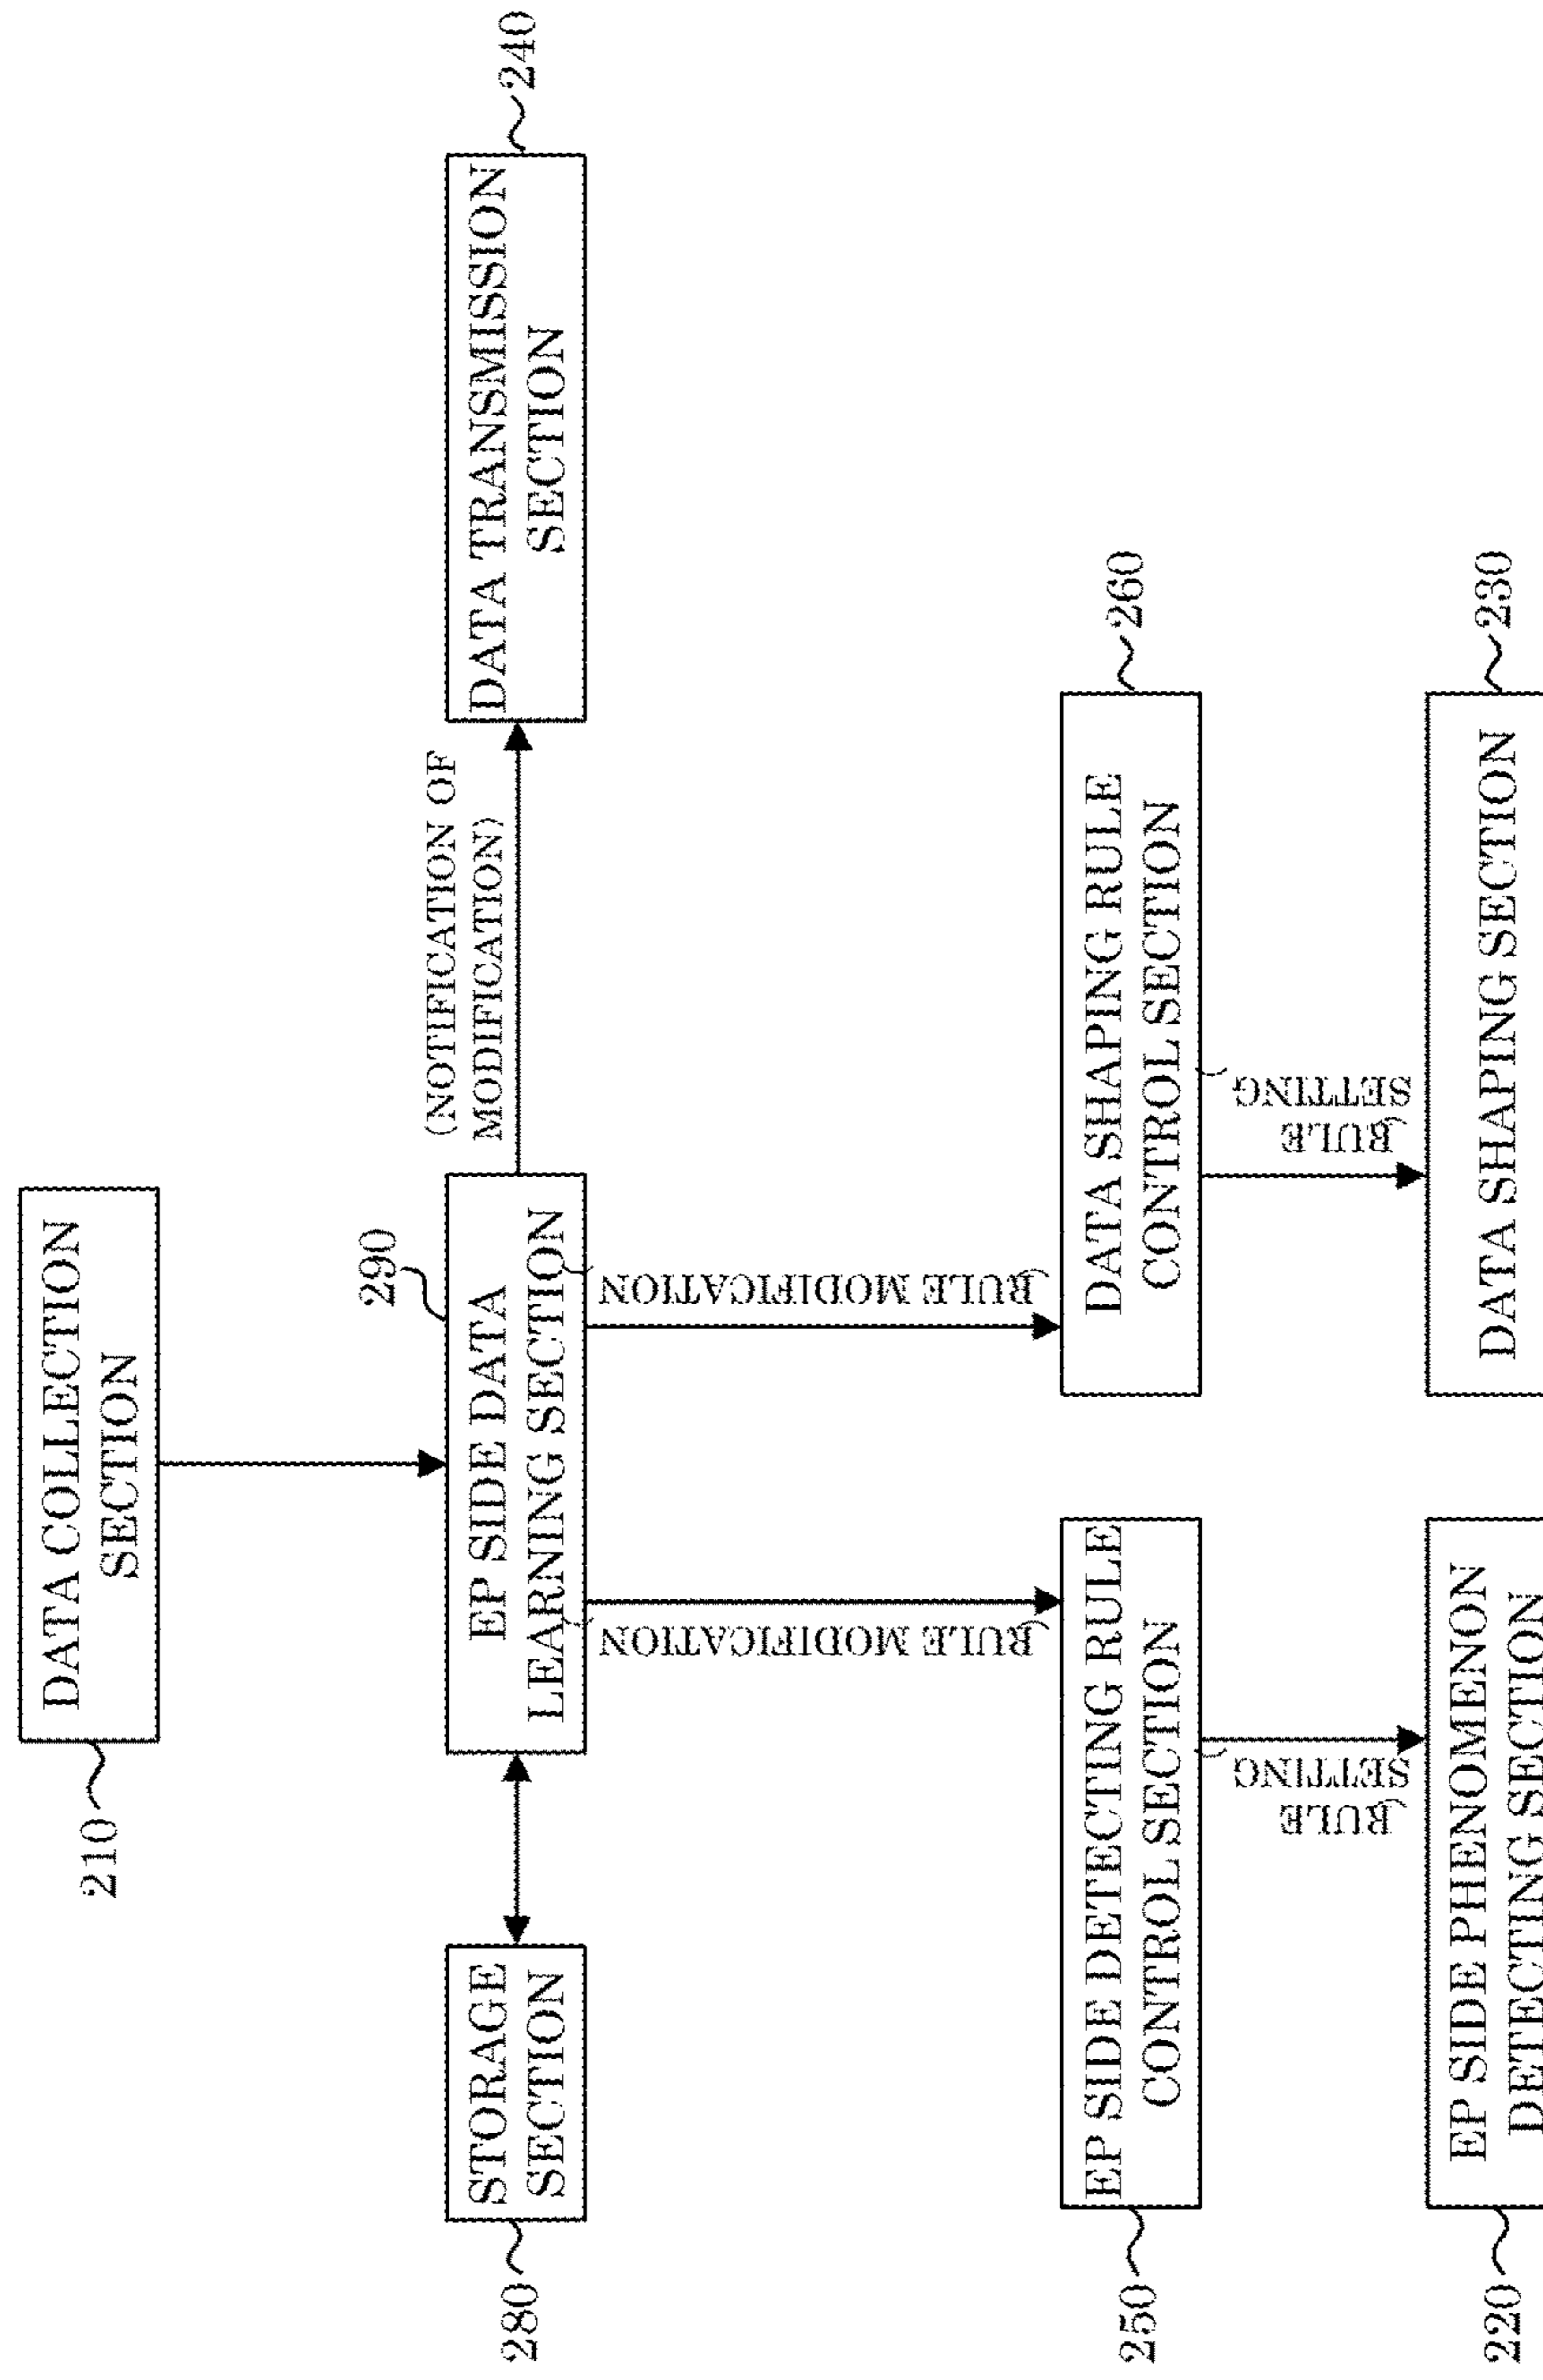 210
DATA COLLECTION
SECTION
280
STORAGE
SECTION
290
EP SIDE DATA
LEARNING SECTION
(NOTIFICATION OF
MODIFICATION)
DATA TRANSMISSION
SECTION
240
RULE MODIFICATION
RULE MODIFICATION
250
EP SIDE DETECTING RULE
CONTROL SECTION
DATA SHAPING RULE
CONTROL SECTION
260
RULE
SETTING
RULE
SETTING
220
EP SIDE PHENOMENON
DETECTING SECTION
DATA SHAPING SECTION
230